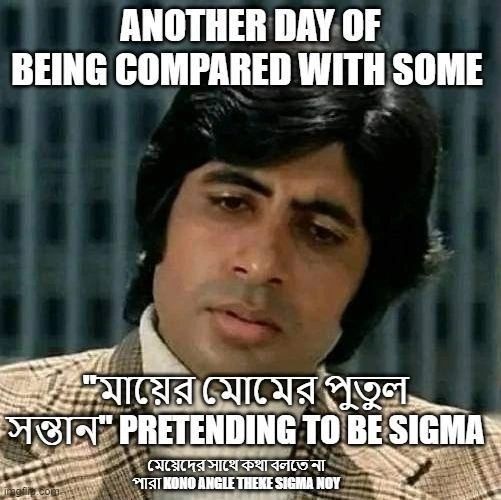 ANOTHER DAY OF
BEING COMPARED WITH SOME
"মায়ের মোমের পুতুল
সন্তান" PRETENDING TO BE SIGMA
মেয়েদের সাথে কথা বলতে না
পারা KONO ANGLE THEKE SIGMA NOY
imgflip.com